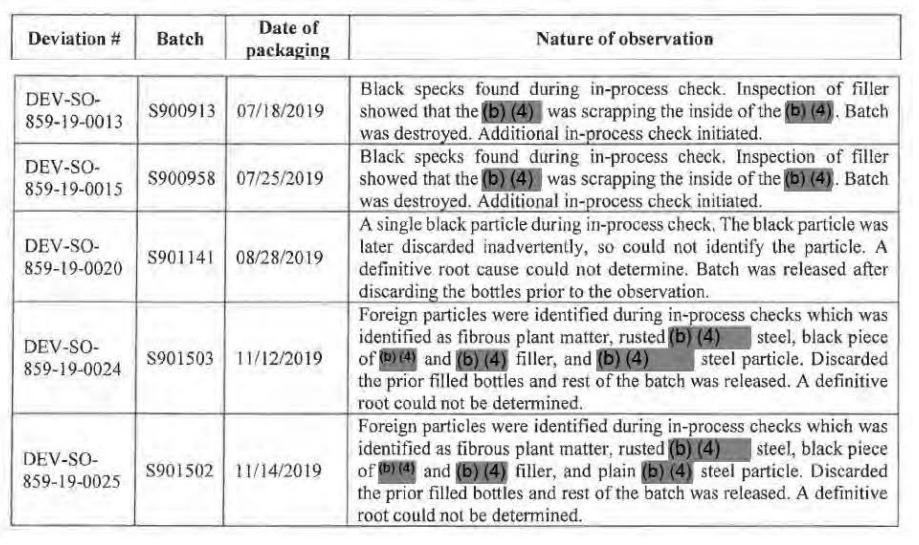 Deviation # Batch Date of packaging Nature of observation
DEV-SO-859-19-0013 S900913 07/18/2019 Black specks found during in-process check. Inspection of filler
showed that the (b) (4) was scrapping the inside of the (b) (4). Batch
was destroyed. Additional in-process check initiated.
DEV-SO-859-19-0015 S900958 07/25/2019 Black specks found during in-process check. Inspection of filler
showed that the (b) (4) was scrapping the inside of the (b) (4). Batch
was destroyed. Additional in-process check initiated.
DEV-SO-859-19-0020 S901141 08/28/2019 A single black particle during in-process check. The black particle was
later discarded inadvertently, so could not identify the particle. A
definitive root cause could not determine. Batch was released after
discarding the bottles prior to the observation.
DEV-SO-859-19-0024 S901503 11/12/2019 Foreign particles were identified during in-process checks which was
identified as fibrous plant matter, rusted (b) (4) steel, black piece
of (b) (4) and (b) (4) filler, and (b) (4) steel particle. Discarded
the prior filled bottles and rest of the batch was released. A definitive
root could not be determined.
DEV-SO-859-19-0025 S901502 11/14/2019 Foreign particles were identified during in-process checks which was
identified as fibrous plant matter, rusted (b) (4) steel, black piece
of (b) (4) and (b) (4) filler, and plain (b) (4) steel particle. Discarded
the prior filled bottles and rest of the batch was released. A definitive
root could not be determined.